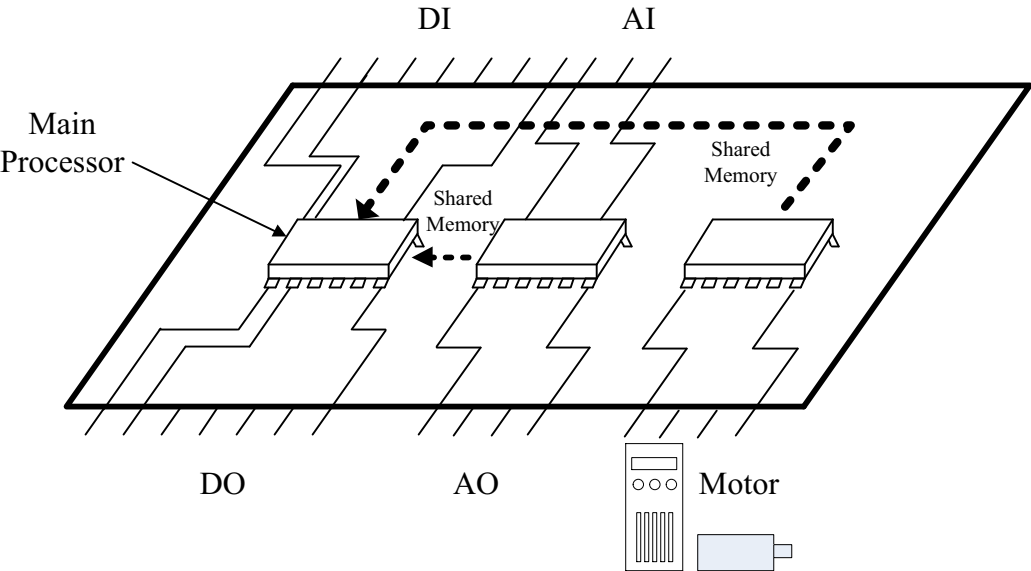 DI
AI
Main
Processor
Shared
Memory
Shared
Memory
DO
AO
Motor